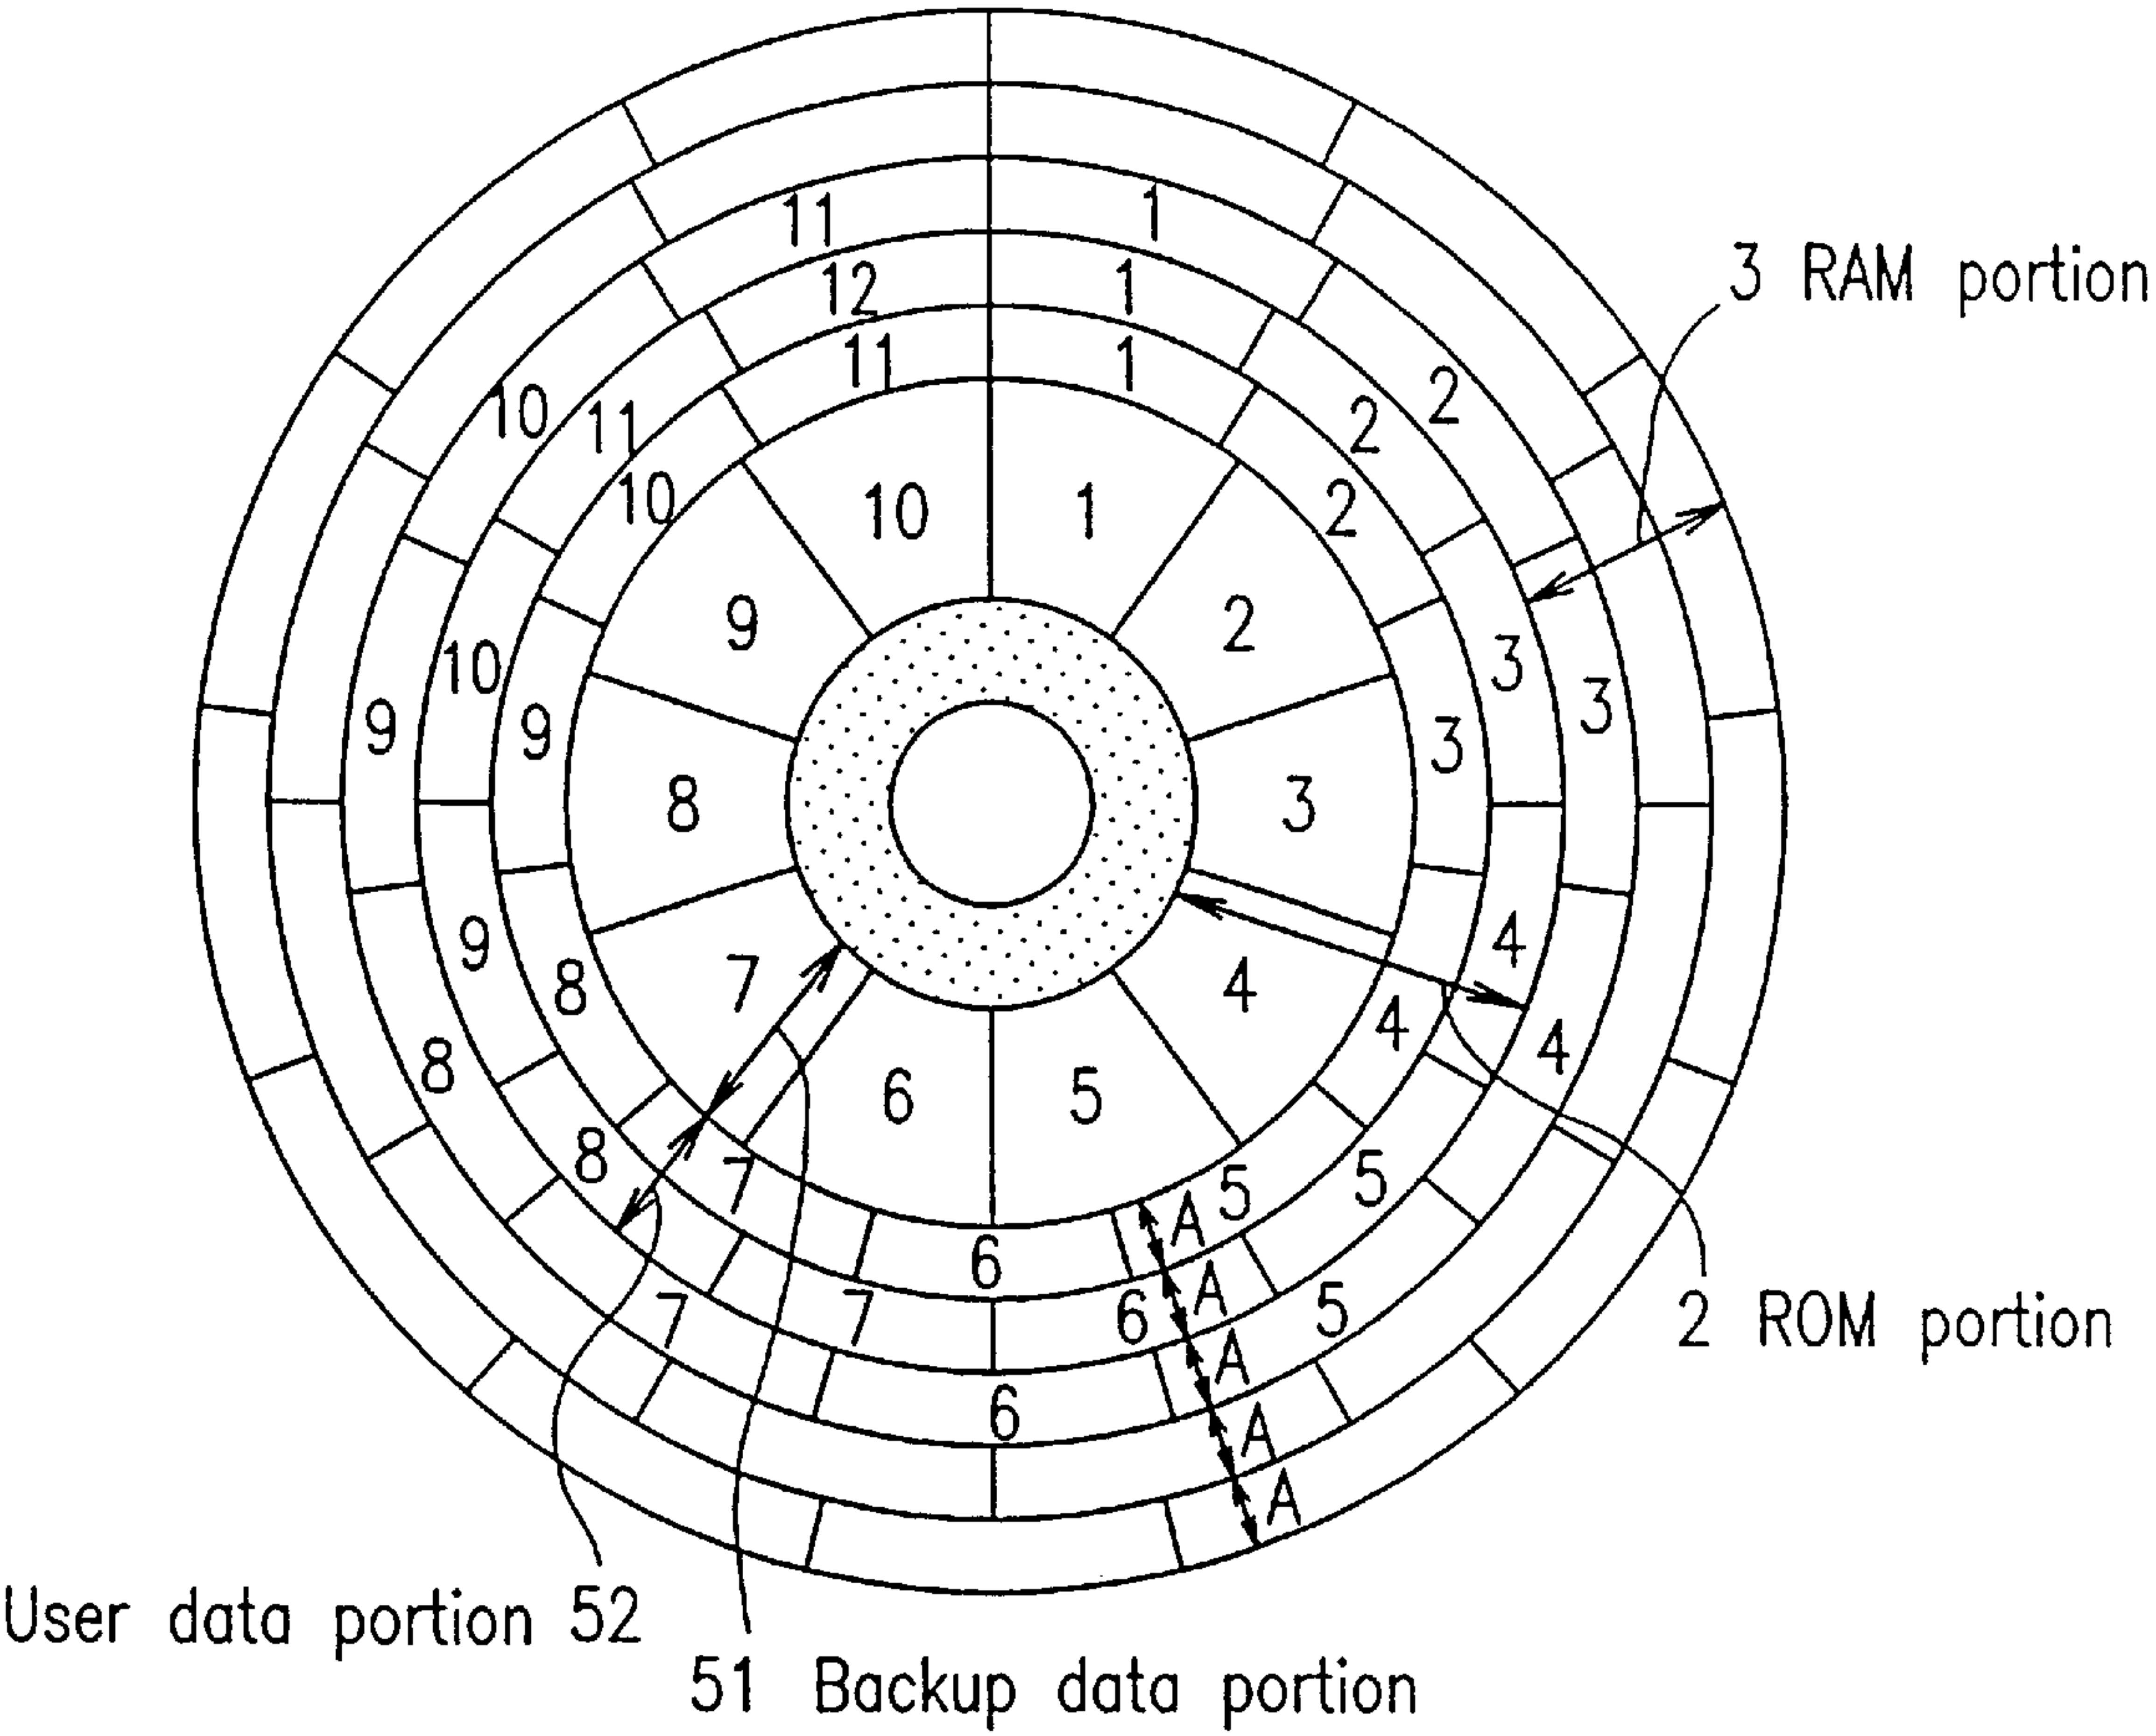 11 1
12 1
3 RAM portion
11 1
10 2
11 2
10 2
10 1
9 2
10 3
9 3
9 3
8 3
9 4
8 7 4
4
8 4
6 5
8 7 5
A 5
6 A
7 7 6 A 5
2 ROM portion
6 A
A
User data portion 52
51 Backup data portion